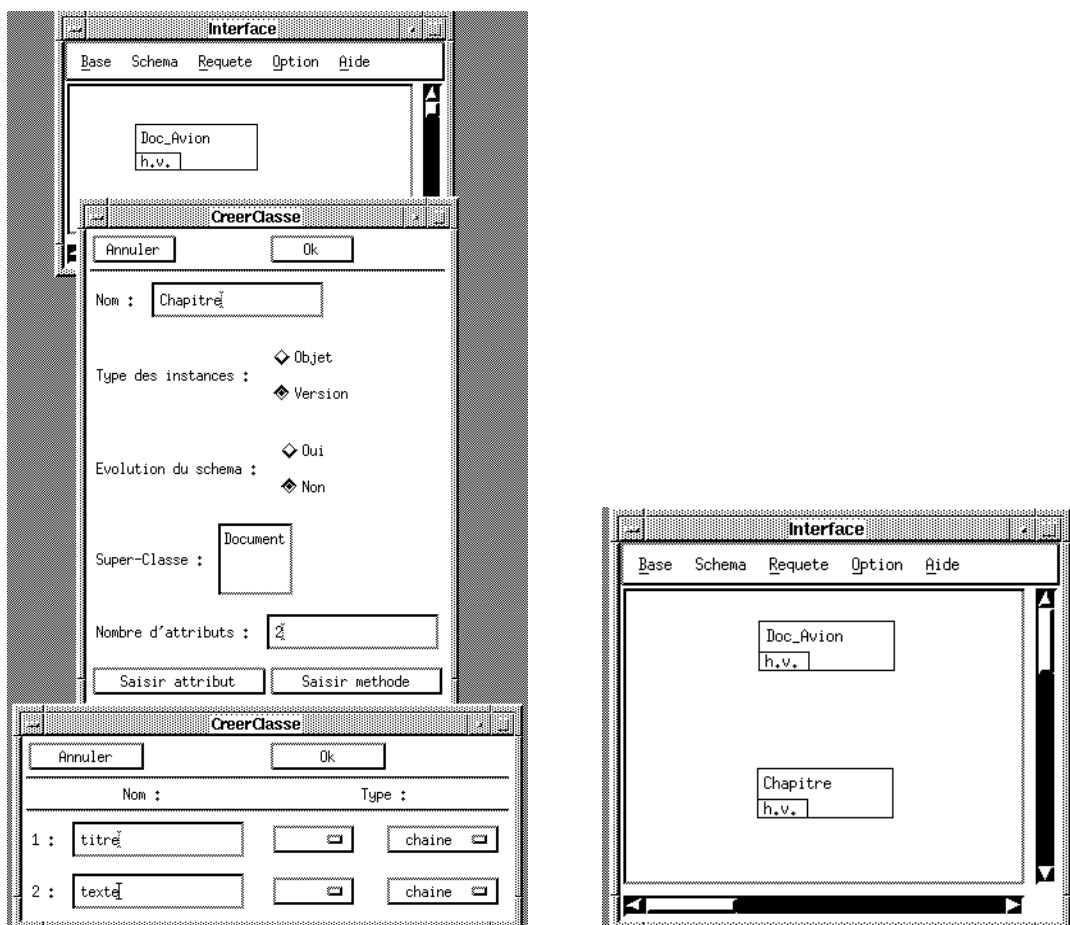 Interface
Base Schema Requete Option Aide
Doc_Avion
h.v.
CreerClasse
Annuler Ok
Nom : Chapitre
Type des instances :
Objet
Version
Evolution du schema :
Oui
Non
Super-Classe :
Document
Nombre d'attributs : 2
Saisir attribut Saisir methode
CreerClasse
Annuler Ok
Nom : Type :
1 : titre chaine
2 : texte chaine
Interface
Base Schema Requete Option Aide
Doc_Avion
h.v.
Chapitre
h.v.